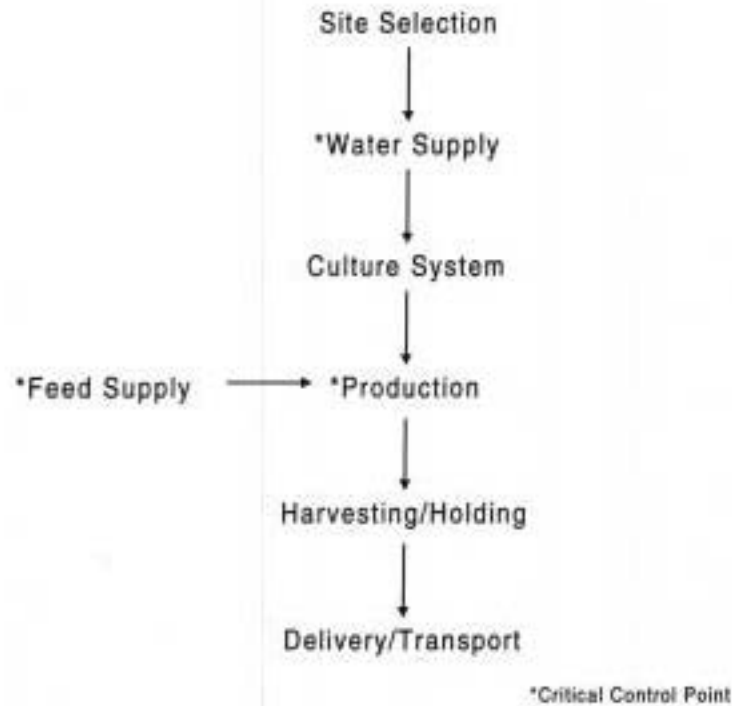 Site Selection
*Water Supply
Culture System
*Feed Supply
*Production
Harvesting/Holding
Delivery/Transport
*Critical Control Point